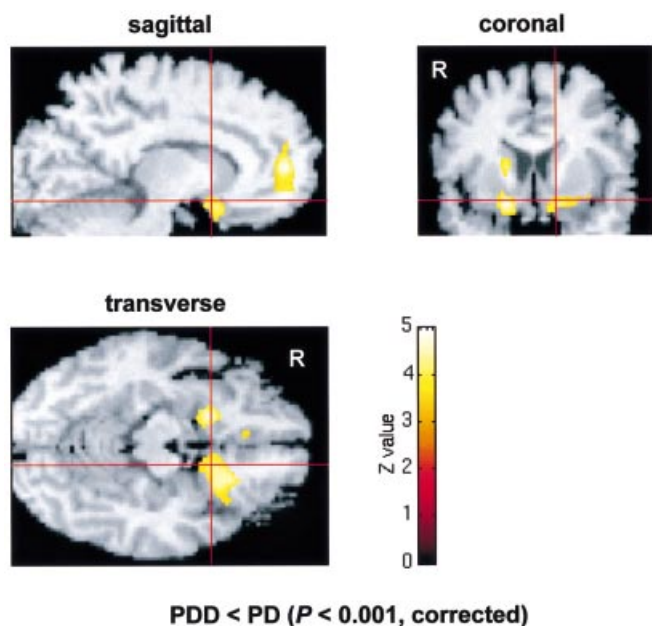 sagittal
coronal
R
transverse
R
5
4
3
2
1
0
Z value
PDD < PD (P < 0.001, corrected)